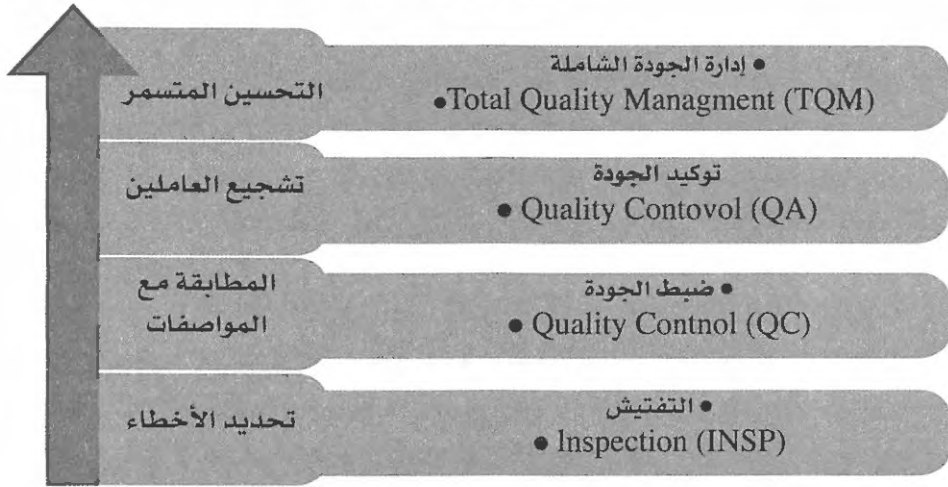 التحسين المتسمر
• إدارة الجودة الشاملة
•Total Quality Managment (TQM)
تشجيع العاملين
توكيد الجودة
• Quality Contovol (QA)
المطابقة مع
المواصفات
• ضبط الجودة
• Quality Contnol (QC)
تحديد الأخطاء
• التفتيش
• Inspection (INSP)